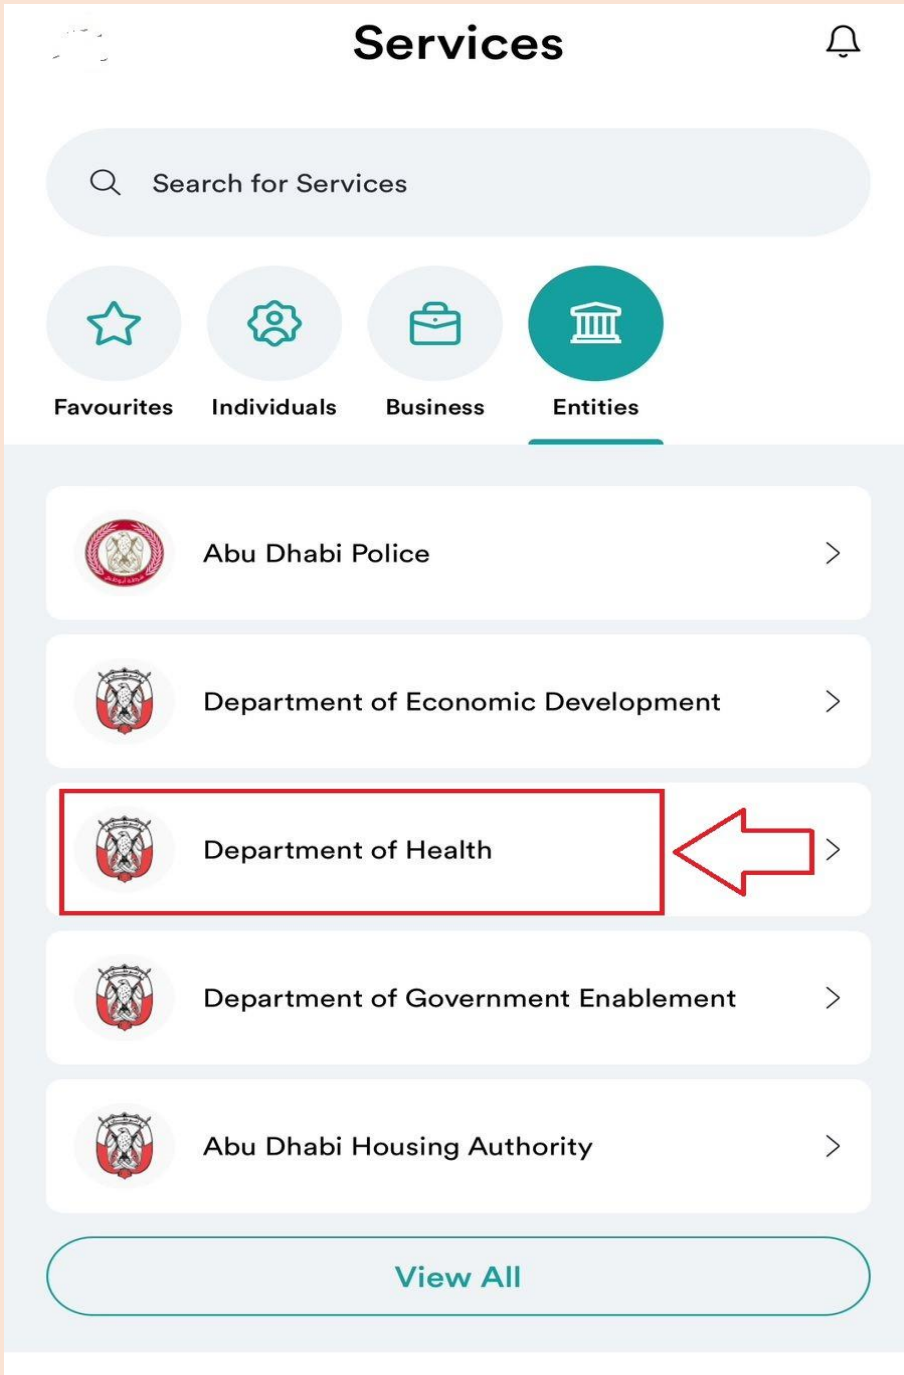 Services
Search for Services
Favourites Individuals Business Entities
Abu Dhabi Police
Department of Economic Development
Department of Health
Department of Government Enablement
Abu Dhabi Housing Authority
View All